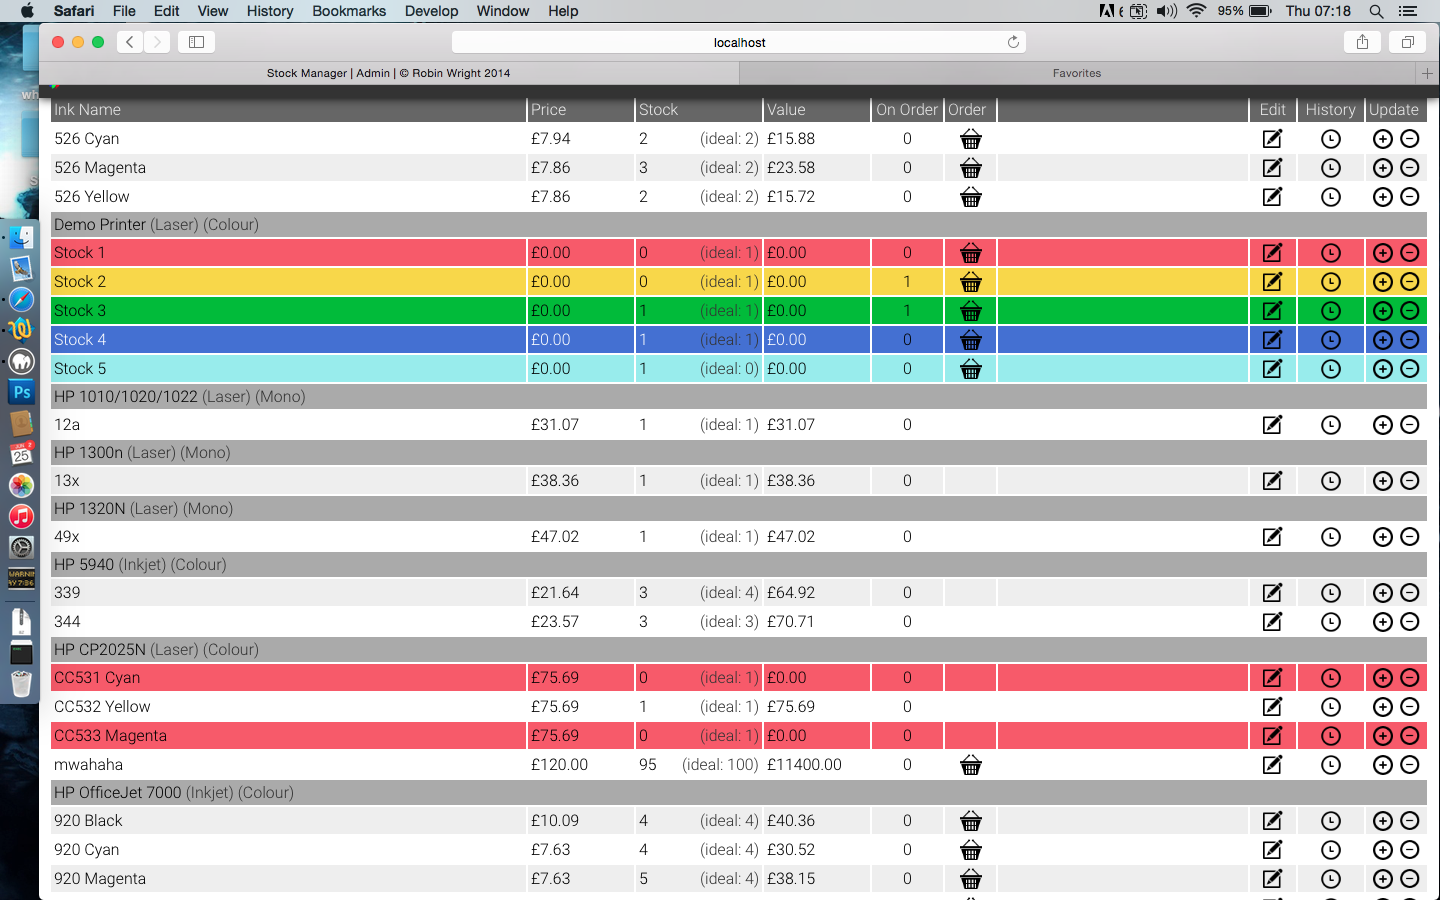 Safari File Edit View History Bookmarks Develop Window Help 95% Thu 07:18
localhost
Stock Manager | Admin | © Robin Wright 2014 Favorites
Ink Name Price Stock Value On Order Order Edit History Update
526 Cyan £7.94 2 (ideal: 2) £15.88 0
526 Magenta £7.86 3 (ideal: 2) £23.58 0
526 Yellow £7.86 2 (ideal: 2) £15.72 0
Demo Printer (Laser) (Colour)
Stock 1 £0.00 0 (ideal: 1) £0.00 0
Stock 2 £0.00 0 (ideal: 1) £0.00 1
Stock 3 £0.00 1 (ideal: 1) £0.00 1
Stock 4 £0.00 1 (ideal: 1) £0.00 0
Stock 5 £0.00 1 (ideal: 0) £0.00 0
HP 1010/1020/1022 (Laser) (Mono)
12a £31.07 1 (ideal: 1) £31.07 0
HP 1300n (Laser) (Mono)
13x £38.36 1 (ideal: 1) £38.36 0
HP 1320N (Laser) (Mono)
49x £47.02 1 (ideal: 1) £47.02 0
HP 5940 (Inkjet) (Colour)
339 £21.64 3 (ideal: 4) £64.92 0
344 £23.57 3 (ideal: 3) £70.71 0
HP CP2025N (Laser) (Colour)
CC531 Cyan £75.69 0 (ideal: 1) £0.00 0
CC532 Yellow £75.69 1 (ideal: 1) £75.69 0
CC533 Magenta £75.69 0 (ideal: 1) £0.00 0
mwahaha £120.00 95 (ideal: 100) £11400.00 0
HP OfficeJet 7000 (Inkjet) (Colour)
920 Black £10.09 4 (ideal: 4) £40.36 0
920 Cyan £7.63 4 (ideal: 4) £30.52 0
920 Magenta £7.63 5 (ideal: 4) £38.15 0
Ps
25